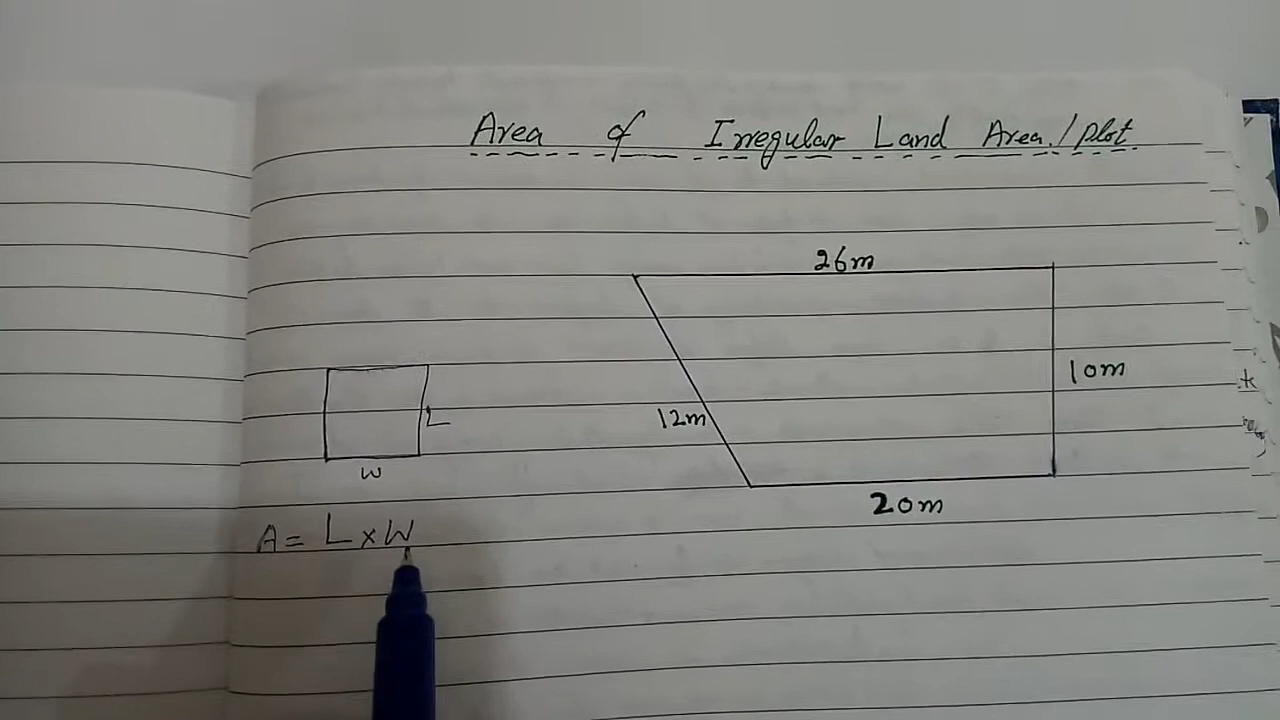 Area of Irregular Land Area./plot
26m
10m
L
12m
W
20m
A = L x W